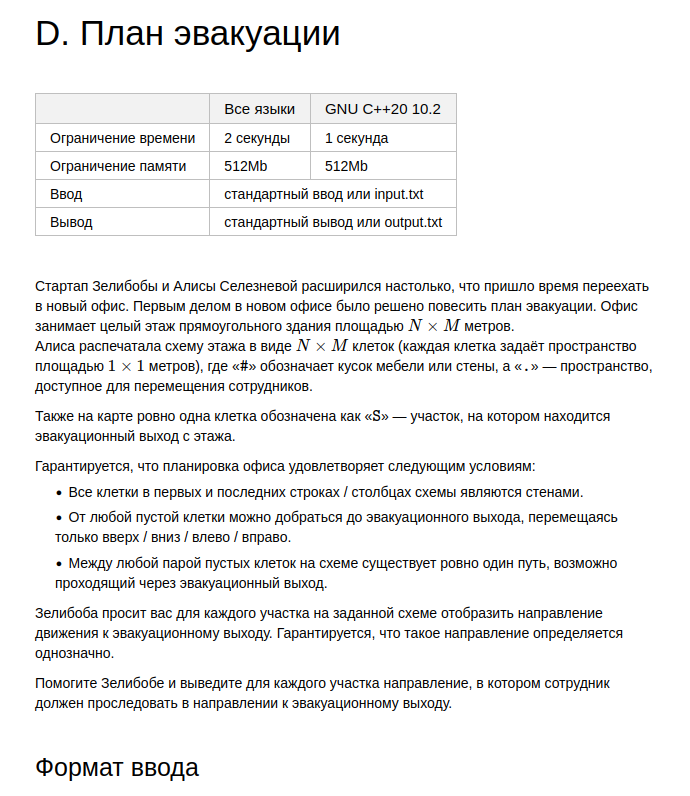 D. План эвакуации
Все языки GNU C++20 10.2
Ограничение времени 2 секунды 1 секунда
Ограничение памяти 512Mb 512Mb
Ввод стандартный ввод или input.txt
Вывод стандартный вывод или output.txt
Стартап Зелибобы и Алисы Селезневой расширился настолько, что пришло время переехать
в новый офис. Первым делом в новом офисе было решено повесить план эвакуации. Офис
занимает целый этаж прямоугольного здания площадью N × M метров.
Алиса распечатала схему этажа в виде N × M клеток (каждая клетка задаёт пространство
площадью 1 × 1 метров), где «#» обозначает кусок мебели или стены, а «.» — пространство,
доступное для перемещения сотрудников.
Также на карте ровно одна клетка обозначена как «S» — участок, на котором находится
эвакуационный выход с этажа.
Гарантируется, что планировка офиса удовлетворяет следующим условиям:
• Все клетки в первых и последних строках / столбцах схемы являются стенами.
• От любой пустой клетки можно добраться до эвакуационного выхода, перемещаясь
только вверх / вниз / влево / вправо.
• Между любой парой пустых клеток на схеме существует ровно один путь, возможно
проходящий через эвакуационный выход.
Зелибоба просит вас для каждого участка на заданной схеме отобразить направление
движения к эвакуационному выходу. Гарантируется, что такое направление определяется
однозначно.
Помогите Зелибобе и выведите для каждого участка направление, в котором сотрудник
должен проследовать в направлении к эвакуационному выходу.
Формат ввода